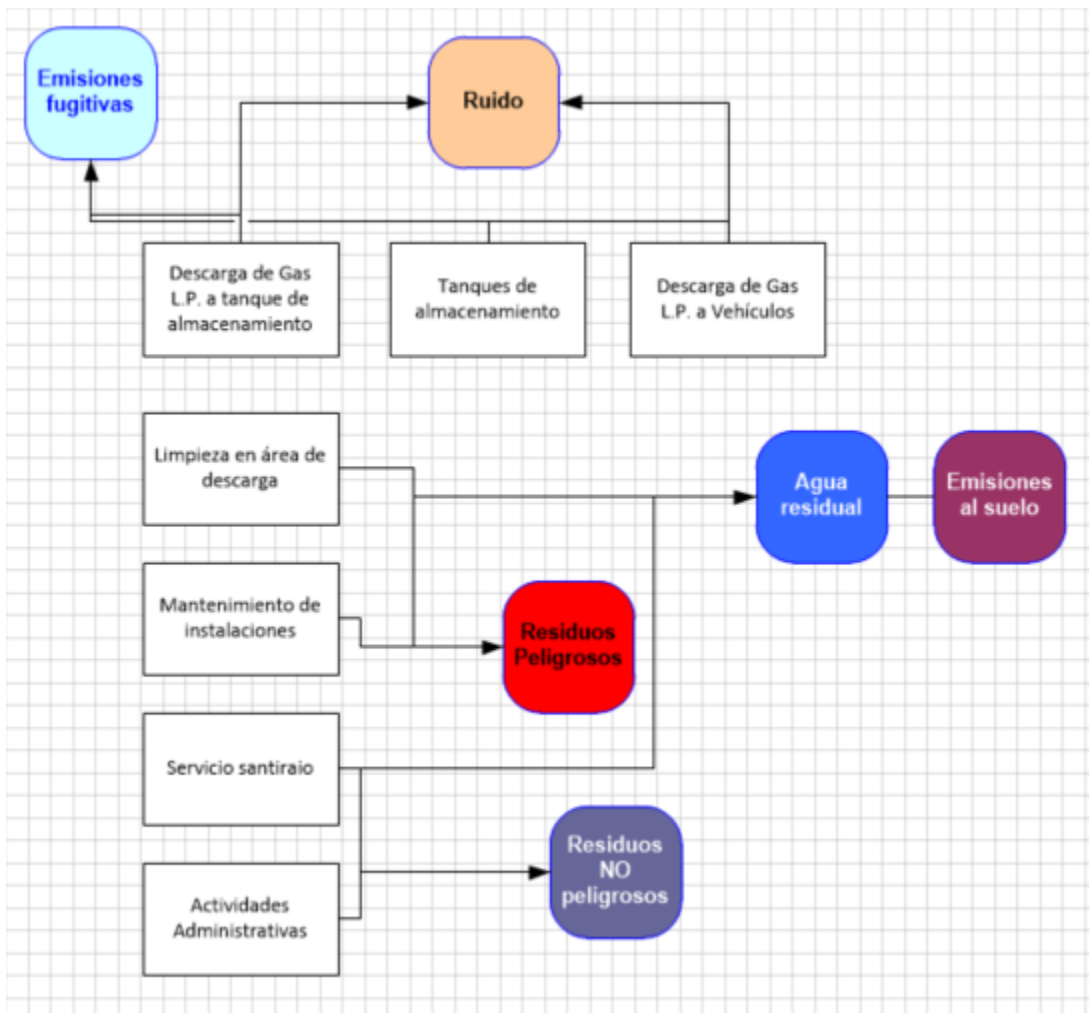 Emisiones
fugitivas
Ruido
Descarga de Gas
L.P. a tanque de
almacenamiento
Tanques de
almacenamiento
Descarga de Gas
L.P. a Vehículos
Limpieza en área de
descarga
Agua
residual
Emisiones
al suelo
Mantenimiento de
instalaciones
Residuos
Peligrosos
Servicio santiraio
Residuos
NO
peligrosos
Actividades
Administrativas